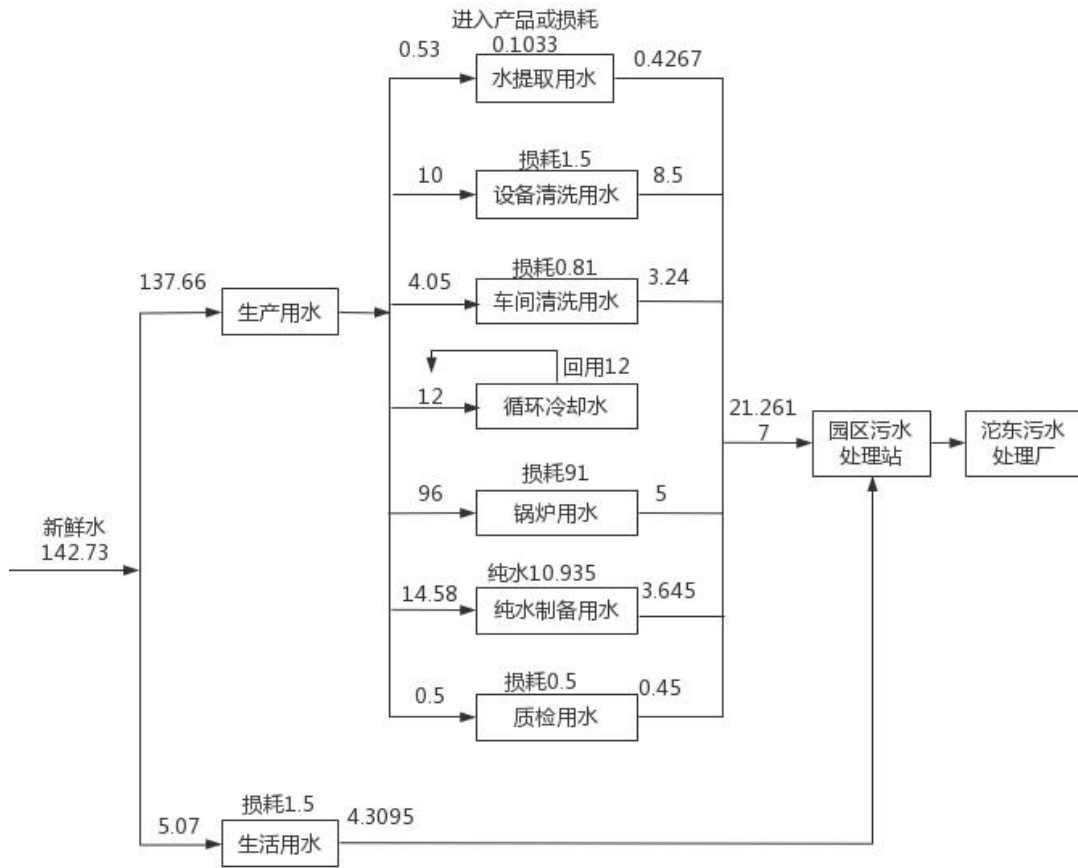 进入产品或损耗
0.53
0.1033
0.4267
水提取用水
损耗1.5
10
8.5
设备清洗用水
损耗0.81
137.66
4.05
3.24
生产用水
车间清洗用水
回用12
12
循环冷却水
21.261
7
园区污水
处理站
沱东污水
处理厂
损耗91
96
5
锅炉用水
新鲜水
142.73
纯水10.935
14.58
3.645
纯水制备用水
损耗0.5
0.5
0.45
质检用水
损耗1.5
5.07
4.3095
生活用水